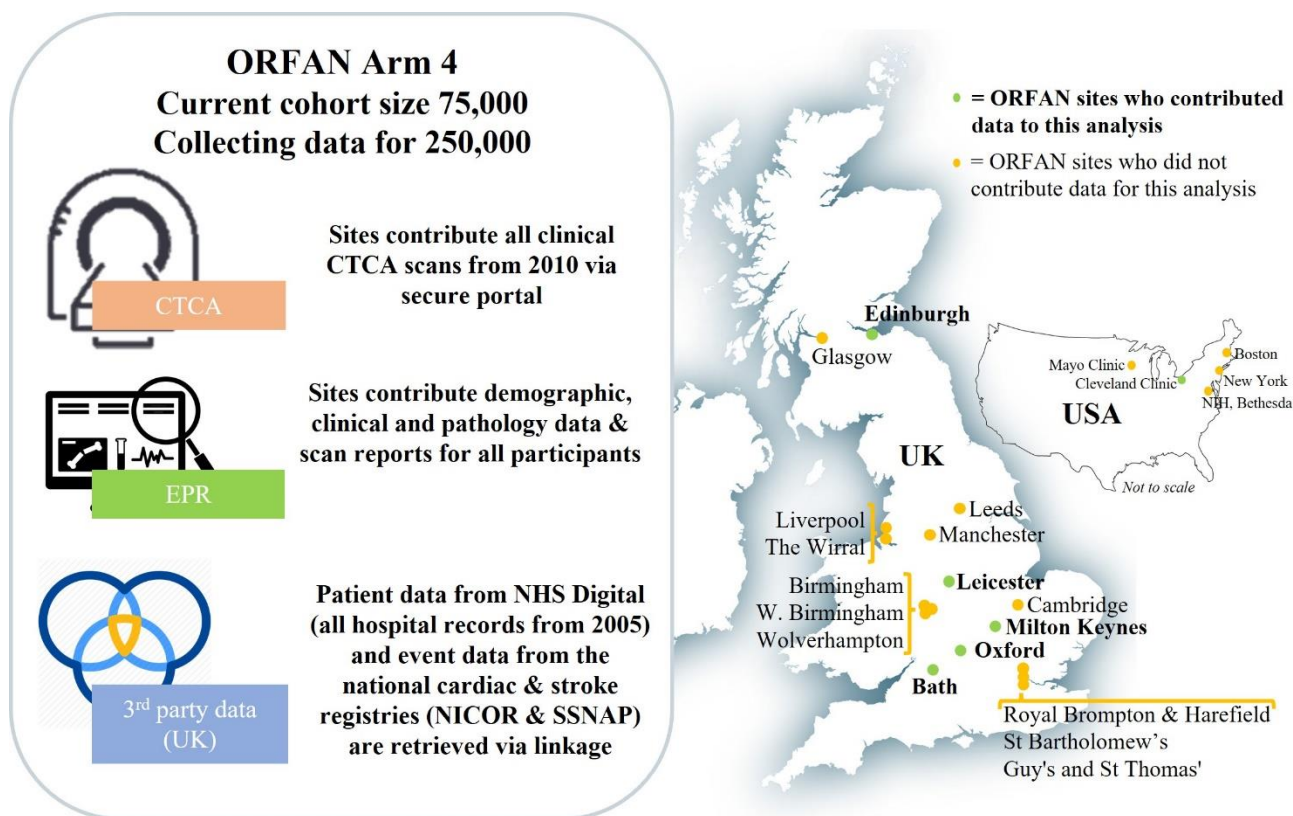 ORFAN Arm 4
Current cohort size 75,000
Collecting data for 250,000
CTCA
Sites contribute all clinical
CTCA scans from 2010 via
secure portal
EPR
Sites contribute demographic,
clinical and pathology data &
scan reports for all participants
3rd party data
(UK)
Patient data from NHS Digital
(all hospital records from 2005)
and event data from the
national cardiac & stroke
registries (NICOR & SSNAP)
are retrieved via linkage
= ORFAN sites who contributed
data to this analysis
= ORFAN sites who did not
contribute data for this analysis
Edinburgh
Glasgow
UK
Leeds
Manchester
Liverpool
The Wirral
Leicester
Birmingham
W. Birmingham
Wolverhampton
Cambridge
Milton Keynes
Oxford
Bath
Royal Brompton & Harefield
St Bartholomew’s
Guy's and St Thomas'
Mayo Clinic
Cleveland Clinic
Boston
New York
NIH, Bethesda
USA
Not to scale